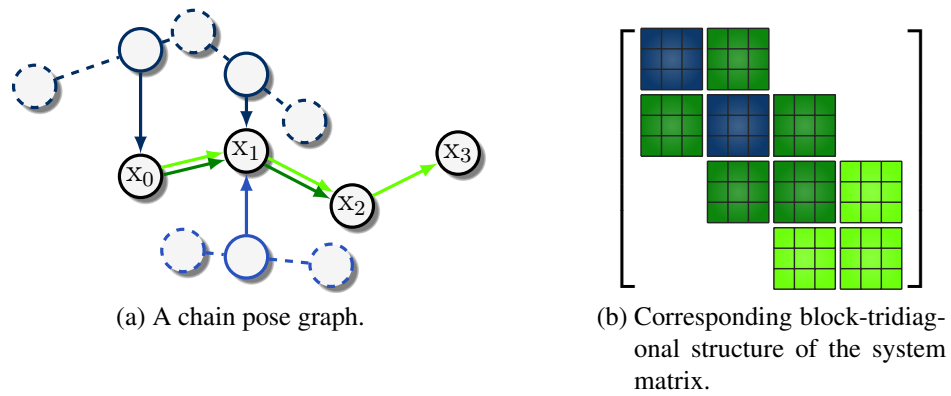 x₀
x₁
x₂
x₃
(a) A chain pose graph.
(b) Corresponding block-tridiag-
onal structure of the system
matrix.